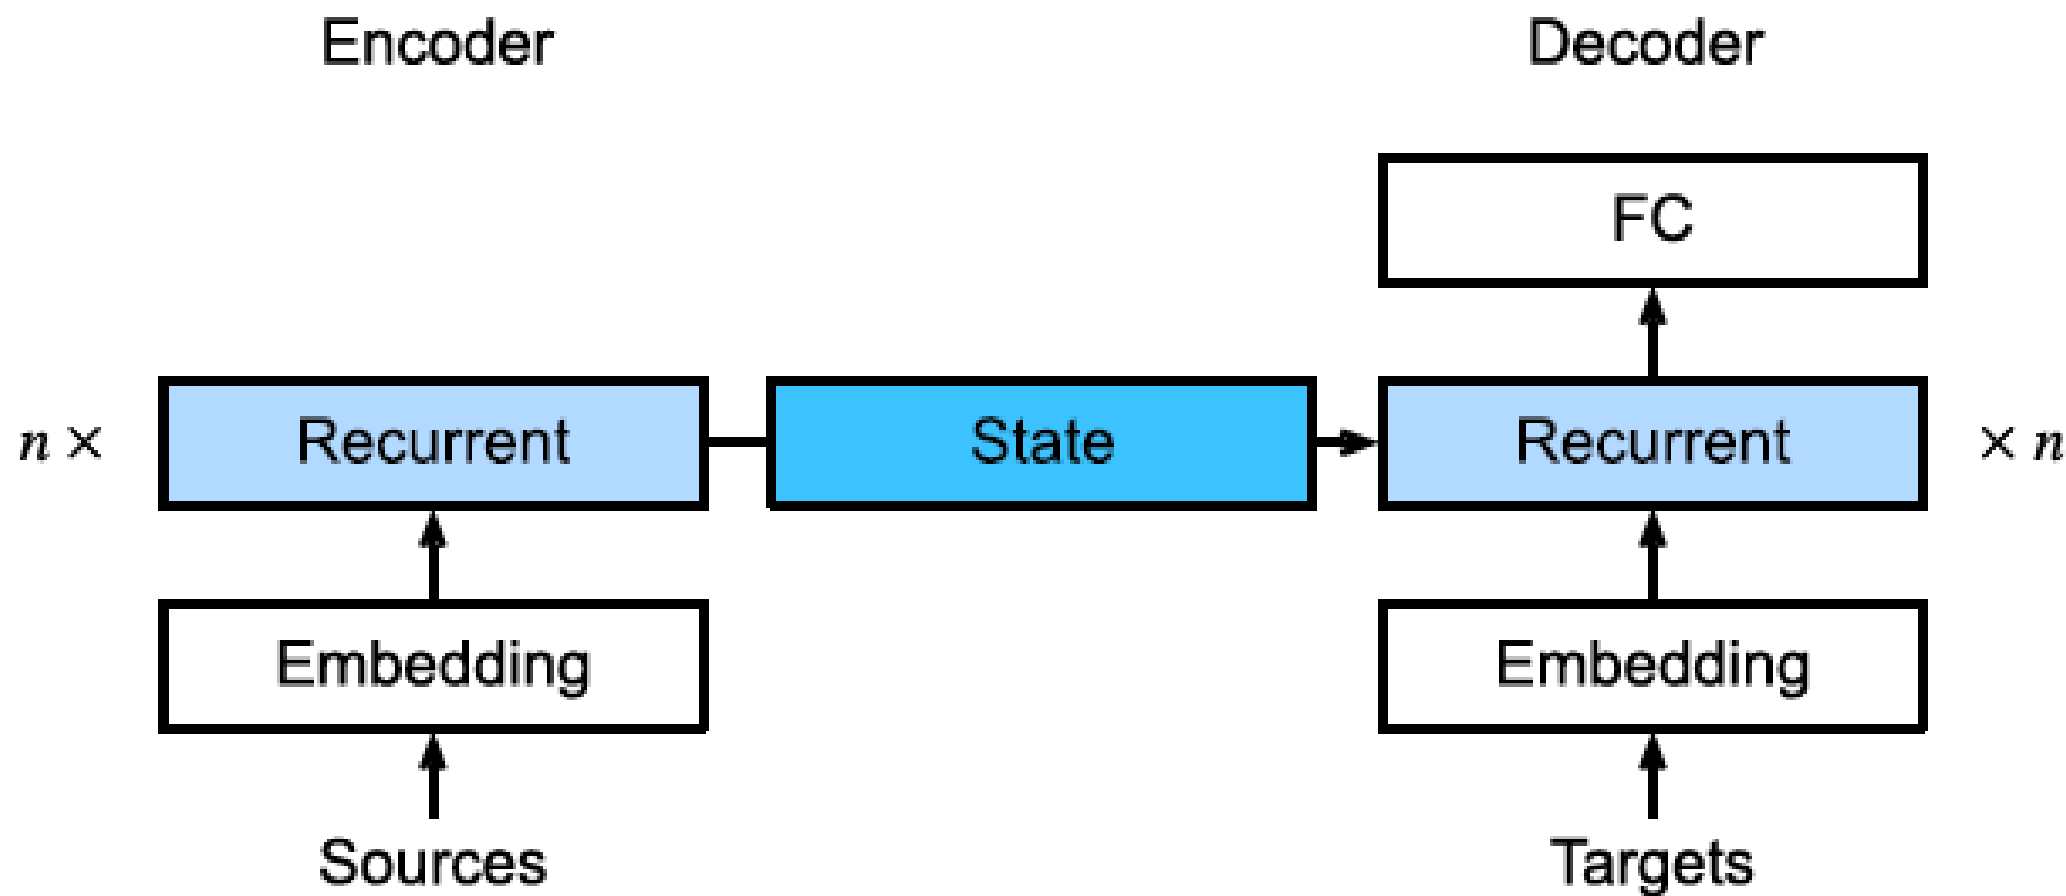 Encoder
Decoder
FC
n ×
Recurrent
State
Recurrent
× n
Embedding
Embedding
Sources
Targets